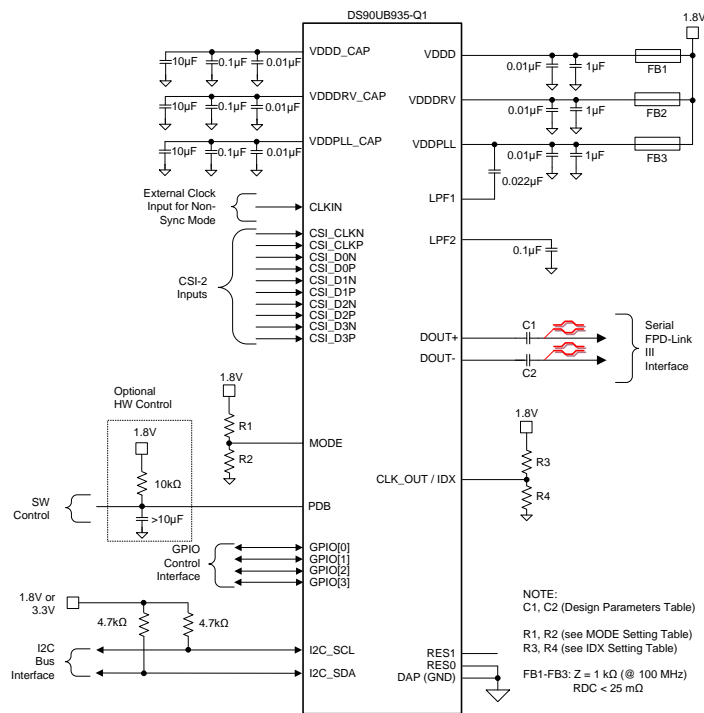 DS90UB935-Q1
1.8V
VDDD_CAP
10µF
0.1µF
0.01µF
VDDD
0.01µF
1µF
FB1
VDDDRV_CAP
10µF
0.1µF
0.01µF
VDDDRV
0.01µF
1µF
FB2
VDDPLL_CAP
10µF
0.1µF
0.01µF
VDDPLL
0.01µF
1µF
FB3
0.022µF
External Clock
Input for Non-
Sync Mode
CLKIN
LPF1
LPF2
0.1µF
CSI-2
Inputs
CSI_CLKN
CSI_CLKP
CSI_D0N
CSI_D0P
CSI_D1N
CSI_D1P
CSI_D2N
CSI_D2P
CSI_D3N
CSI_D3P
DOUT+
C1
DOUT-
C2
Serial
FPD-Link
III
Interface
Optional
HW Control
1.8V
10kΩ
>10µF
SW
Control
PDB
1.8V
R1
R2
MODE
1.8V
R3
R4
CLK_OUT / IDX
GPIO
Control
Interface
GPIO[0]
GPIO[1]
GPIO[2]
GPIO[3]
1.8V or
3.3V
4.7kΩ
4.7kΩ
I2C
Bus
Interface
I2C_SCL
I2C_SDA
RES1
RES0
DAP (GND)
NOTE:
C1, C2 (Design Parameters Table)
R1, R2 (see MODE Setting Table)
R3, R4 (see IDX Setting Table)
FB1-FB3: Z = 1 kΩ (@ 100 MHz)
RDC < 25 mΩ